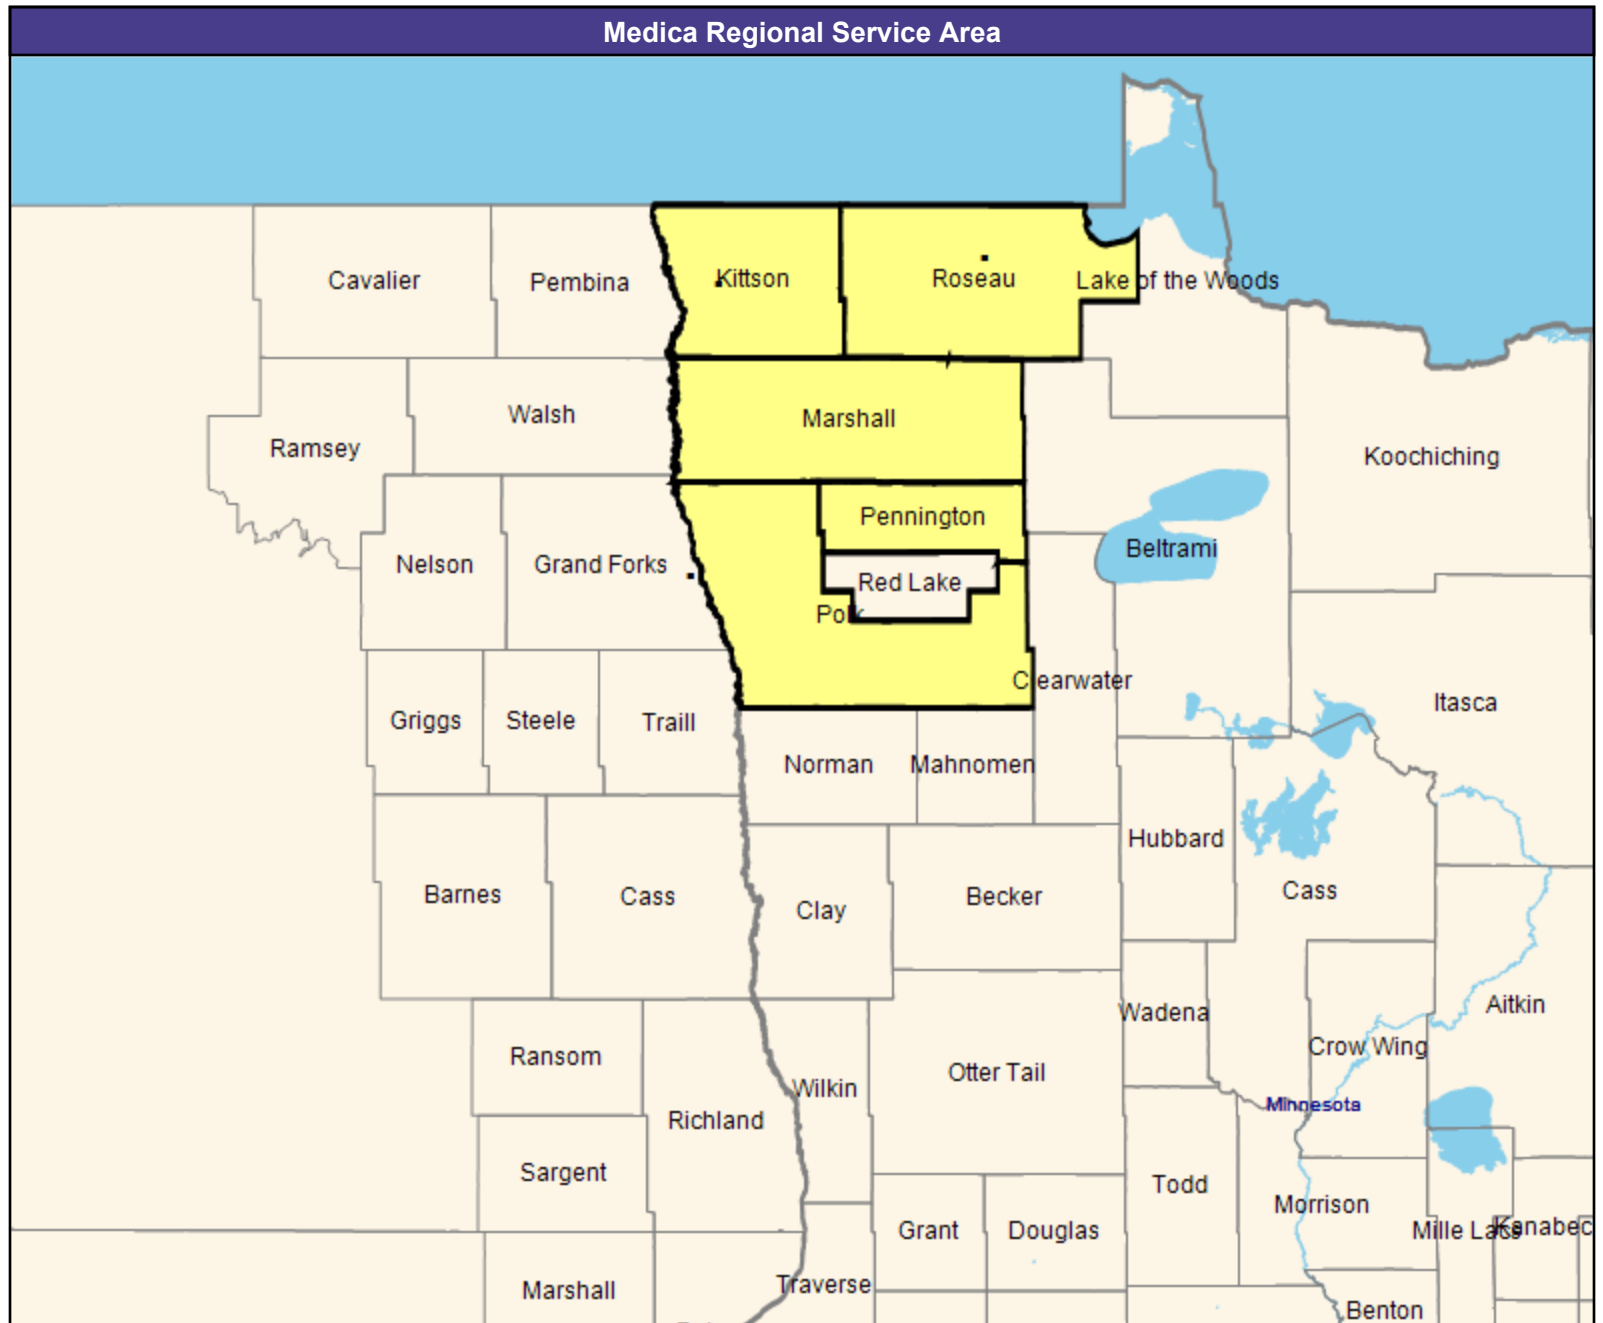 Medica Regional Service Area
Cavalier
Pembina
Kittson
Roseau
Lake of the Woods
Walsh
Marshall
Ramsey
Koochiching
Pennington
Nelson
Grand Forks
Red Lake
Beltrami
Polk
Clearwater
Griggs
Steele
Traill
Itasca
Norman
Mahnomen
Hubbard
Barnes
Cass
Clay
Becker
Cass
Wadena
Aitkin
Ransom
Crow Wing
Otter Tail
Wilkin
Minnesota
Richland
Sargent
Todd
Morrison
Grant
Douglas
Mille Lacs
Kanabec
Marshall
Traverse
Benton